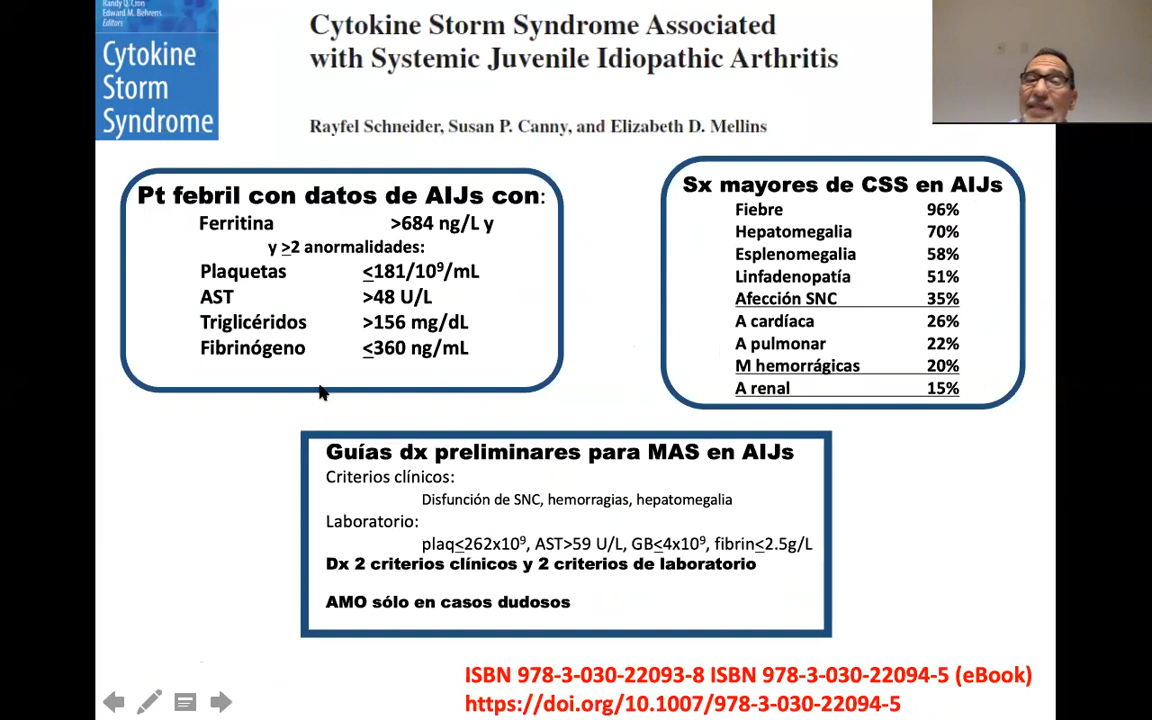 Randy Q. Cron
Edward M. Behrens
Editors
Cytokine
Storm
Syndrome
Cytokine Storm Syndrome Associated
with Systemic Juvenile Idiopathic Arthritis
Rayfel Schneider, Susan P. Canny, and Elizabeth D. Mellins
Pt febril con datos de AIJs con:
Ferritina >684 ng/L y
y ≥2 anormalidades:
Plaquetas ≤181/10⁹/mL
AST >48 U/L
Triglicéridos >156 mg/dL
Fibrinógeno ≤360 ng/mL
Sx mayores de CSS en AIJs
Fiebre 96%
Hepatomegalia 70%
Esplenomegalia 58%
Linfadenopatía 51%
Afección SNC 35%
A cardíaca 26%
A pulmonar 22%
M hemorrágicas 20%
A renal 15%
Guías dx preliminares para MAS en AIJs
Criterios clínicos:
Disfunción de SNC, hemorragias, hepatomegalia
Laboratorio:
plaq≤262x10⁹, AST>59 U/L, GB≤4x10⁹, fibrin≤2.5g/L
Dx 2 criterios clínicos y 2 criterios de laboratorio
AMO sólo en casos dudosos
ISBN 978-3-030-22093-8 ISBN 978-3-030-22094-5 (eBook)
https://doi.org/10.1007/978-3-030-22094-5